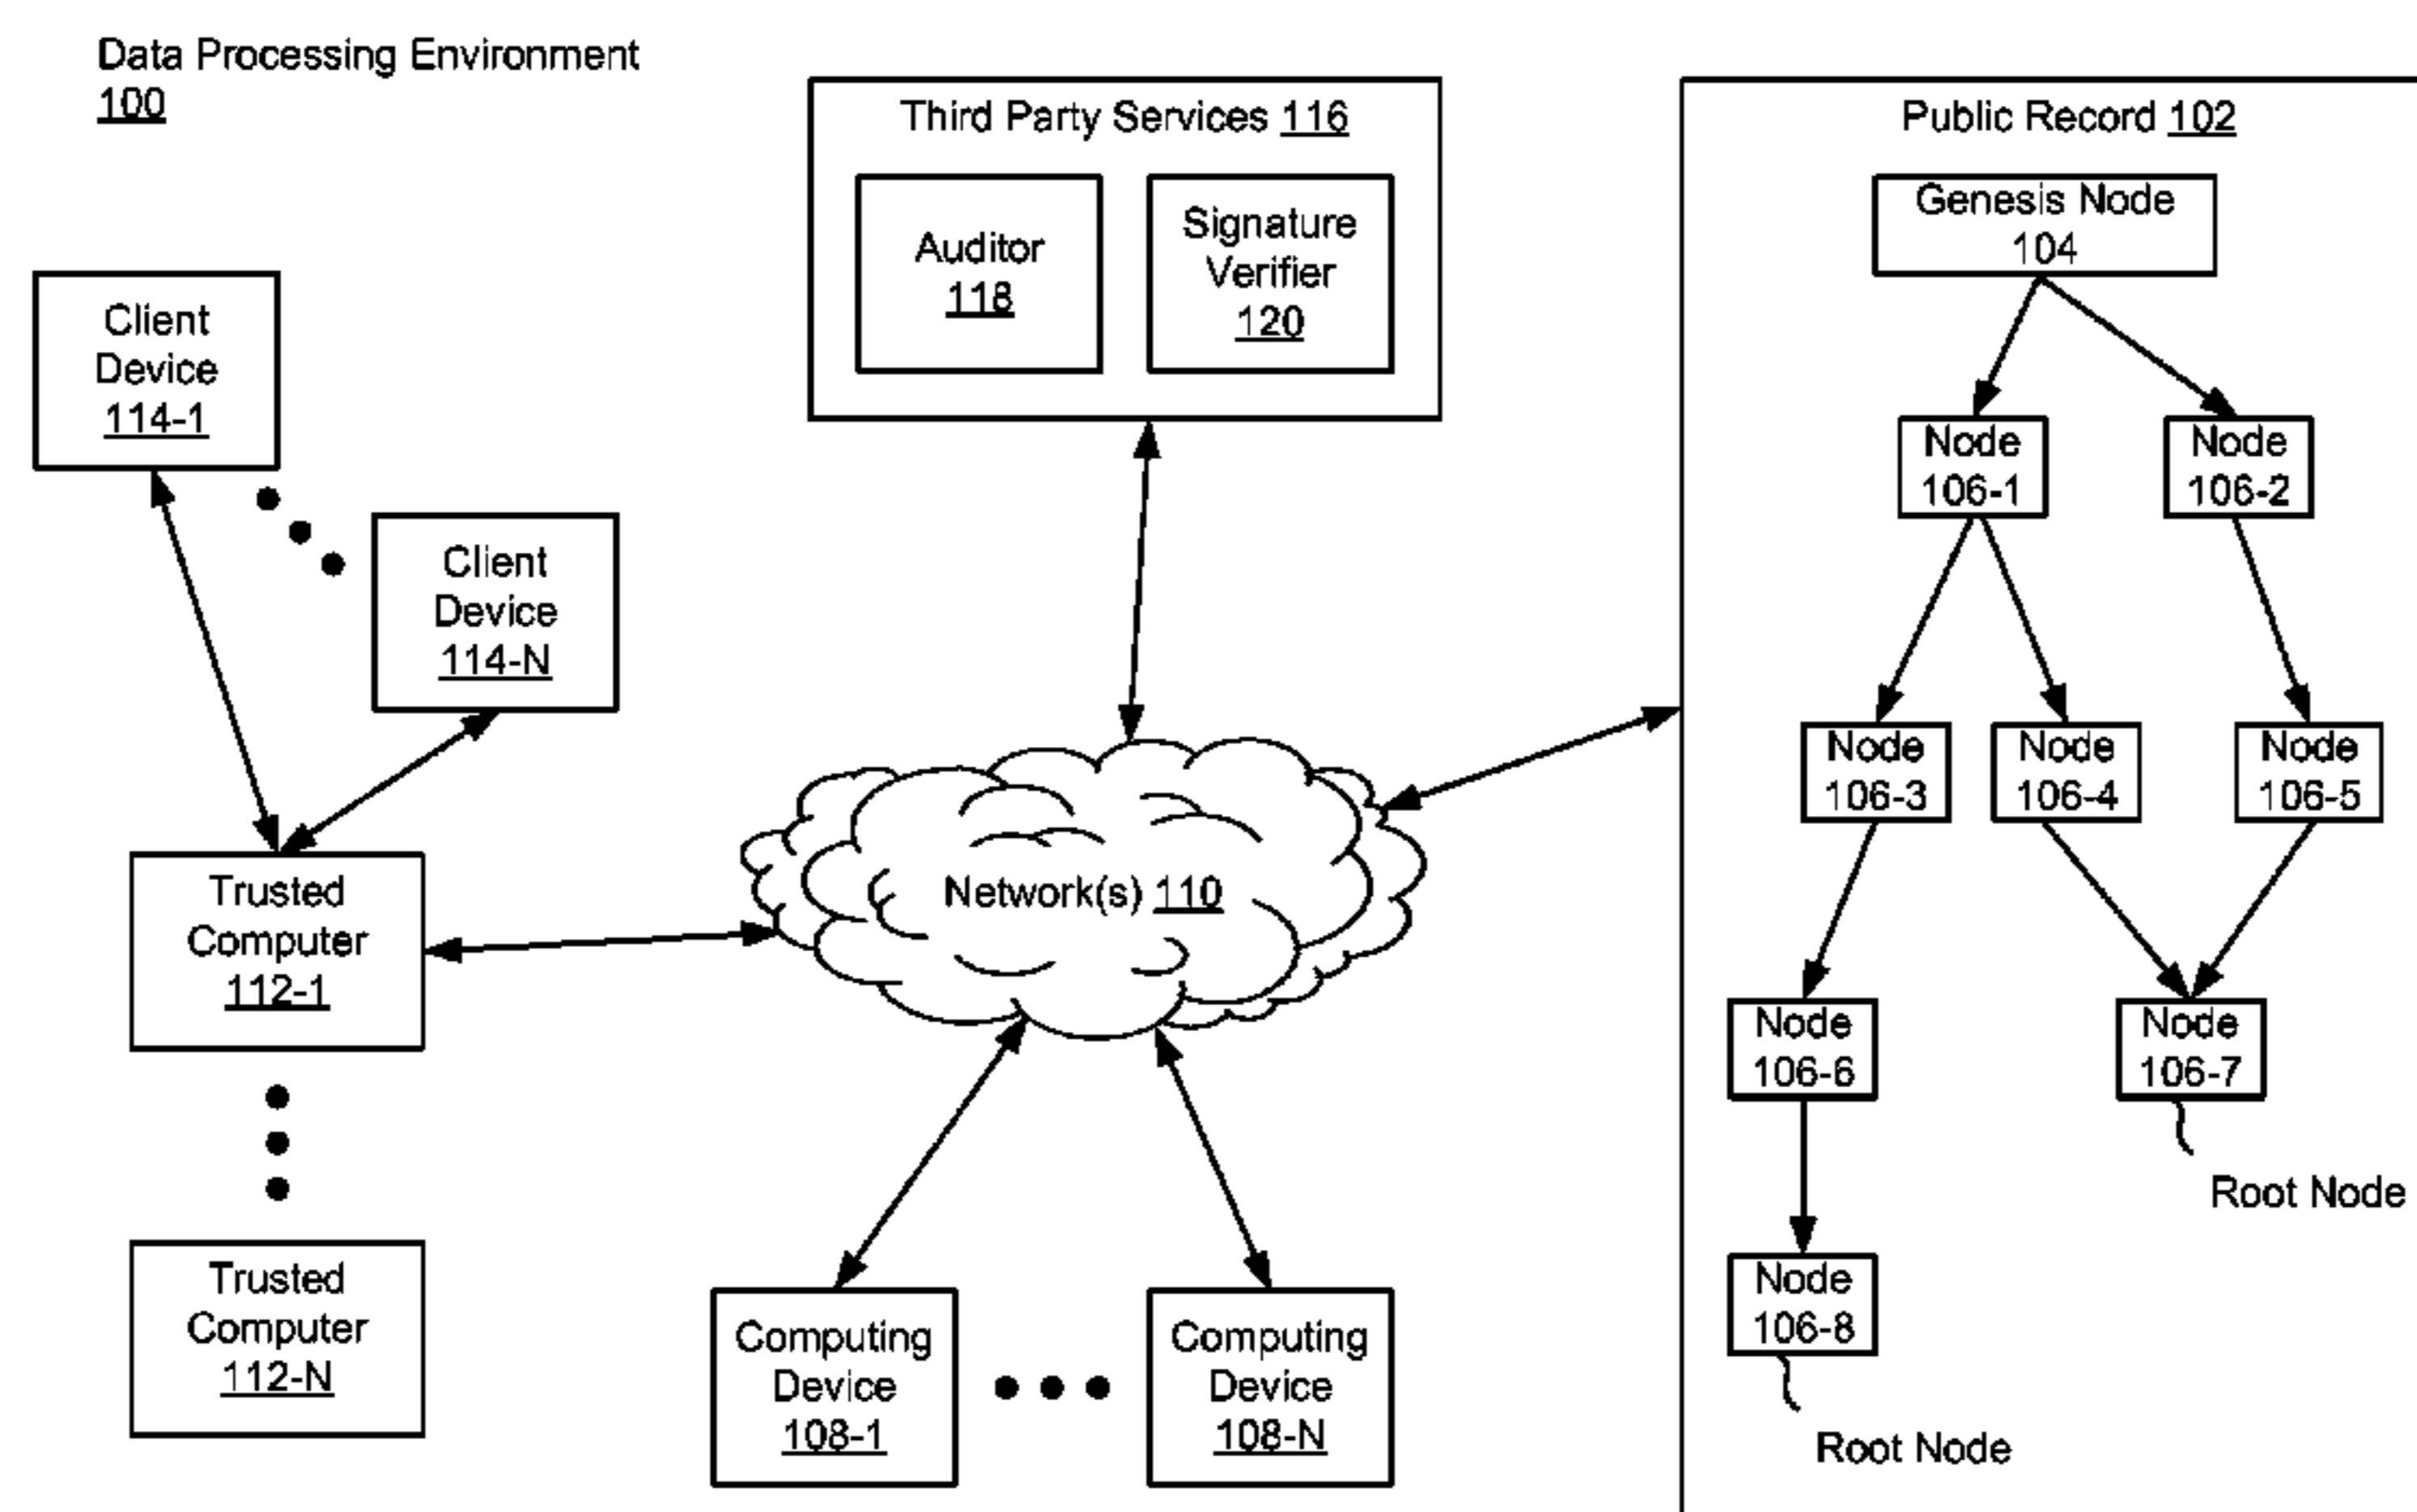 Data Processing Environment
100
Third Party Services 116
Auditor
118
Signature
Verifier
120
Public Record 102
Genesis Node
104
Node
106-1
Node
106-2
Node
106-3
Node
106-4
Node
106-5
Node
106-6
Node
106-7
Root Node
Node
106-8
Root Node
Client
Device
114-1
Client
Device
114-N
Trusted
Computer
112-1
Trusted
Computer
112-N
Network(s) 110
Computing
Device
108-1
Computing
Device
108-N